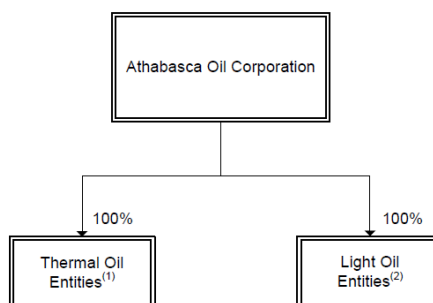 Athabasca Oil Corporation
100%
100%
Thermal Oil
Entities(1)
Light Oil
Entities(2)